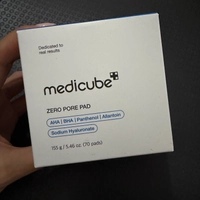 Dedicated to
real results.
medicube
ZERO PORE PAD
AHA | BHA | Panthenol | Allantoin
Sodium Hyaluronate
155 g / 5.46 oz. (70 pads)